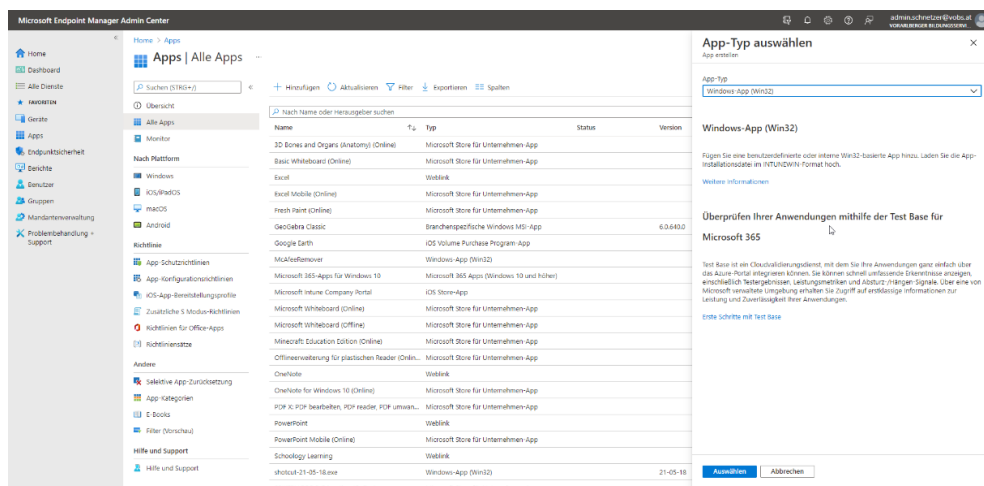 Microsoft Endpoint Manager Admin Center
admin.schnetzer@vobs.at
VORARLBERGER BILDUNGSSERVI...
Home
Dashboard
Alle Dienste
FAVORITEN
Geräte
Apps
Endpunktsicherheit
Berichte
Benutzer
Gruppen
Mandantenverwaltung
Problembehandlung +
Support
Home > Apps
Apps | Alle Apps ...
Suchen (STRG+/)
Übersicht
Alle Apps
Monitor
Nach Plattform
Windows
iOS/iPadOS
macOS
Android
Richtlinie
App-Schutzrichtlinien
App-Konfigurationsrichtlinien
iOS-App-Bereitstellungsprofile
Zusätzliche S Modus-Richtlinien
Richtlinien für Office-Apps
Richtliniensätze
Andere
Selektive App-Zurücksetzung
App-Kategorien
E-Books
Filter (Vorschau)
Hilfe und Support
Hilfe und Support
Hinzufügen Aktualisieren Filter Exportieren Spalten
Nach Name oder Herausgeber suchen
Name Typ Status Version
3D Bones and Organs (Anatomy) (Online) Microsoft Store für Unternehmen-App
Basic Whiteboard (Online) Microsoft Store für Unternehmen-App
Excel Weblink
Excel Mobile (Online) Microsoft Store für Unternehmen-App
Fresh Paint (Online) Microsoft Store für Unternehmen-App
GeoGebra Classic Branchenspezifische Windows MSI-App 6.0.640.0
Google Earth iOS Volume Purchase Program-App
McAfeeRemover Windows-App (Win32)
Microsoft 365-Apps für Windows 10 Microsoft 365 Apps (Windows 10 und höher)
Microsoft Intune Company Portal iOS Store-App
Microsoft Whiteboard (Online) Microsoft Store für Unternehmen-App
Microsoft Whiteboard (Offline) Microsoft Store für Unternehmen-App
Minecraft: Education Edition (Online) Microsoft Store für Unternehmen-App
Offlineerweiterung für plastischen Reader (Onlin... Microsoft Store für Unternehmen-App
OneNote Weblink
OneNote for Windows 10 (Online) Microsoft Store für Unternehmen-App
PDF X: PDF bearbeiten, PDF reader, PDF umwan... Microsoft Store für Unternehmen-App
PowerPoint Weblink
PowerPoint Mobile (Online) Microsoft Store für Unternehmen-App
Schoology Learning Weblink
shotcut-21-05-18.exe Windows-App (Win32) 21-05-18
App-Typ auswählen
App erstellen
App-Typ
Windows-App (Win32)
Windows-App (Win32)
Fügen Sie eine benutzerdefinierte oder interne Win32-basierte App hinzu. Laden Sie die App-
Installationsdatei im INTUNEWIN-Format hoch.
Weitere Informationen
Überprüfen Ihrer Anwendungen mithilfe der Test Base für
Microsoft 365
Test Base ist ein Cloudvalidierungsdienst, mit dem Sie Ihre Anwendungen ganz einfach über
das Azure-Portal integrieren können. Sie können schnell umfassende Erkenntnisse anzeigen,
einschließlich Testergebnissen, Leistungsmetriken und Absturz-/Hängen-Signale. Über eine von
Microsoft verwaltete Umgebung erhalten Sie Zugriff auf erstklassige Informationen zur
Leistung und Zuverlässigkeit Ihrer Anwendungen.
Erste Schritte mit Test Base
Auswählen Abbrechen